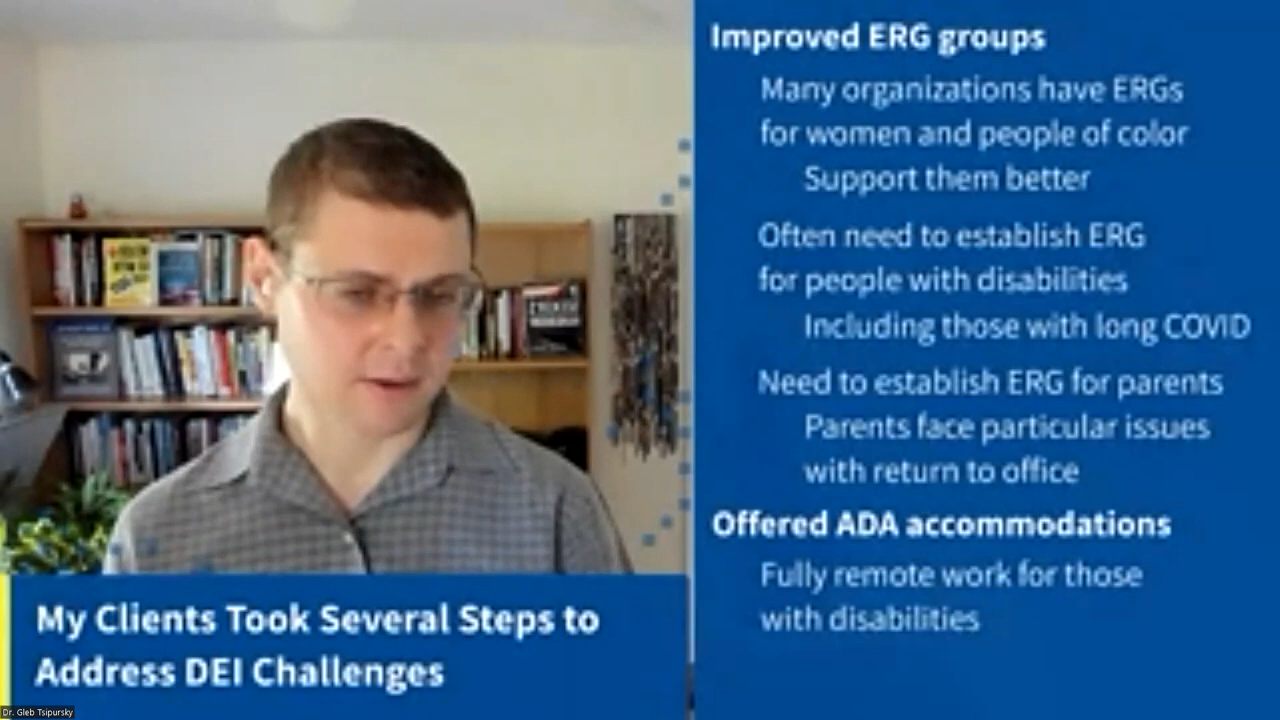 Improved ERG groups
Many organizations have ERGs
for women and people of color
Support them better
Often need to establish ERG
for people with disabilities
Including those with long COVID
Need to establish ERG for parents
Parents face particular issues
with return to office
Offered ADA accommodations
Fully remote work for those
with disabilities
My Clients Took Several Steps to
Address DEI Challenges
Dr. Gleb Tsipursky